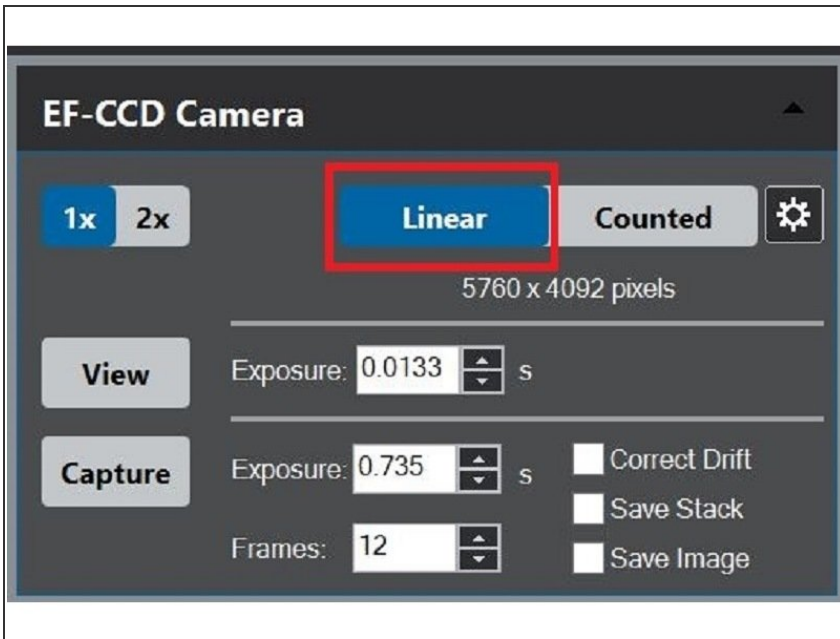 EF-CCD Camera
1x 2x Linear Counted
5760 x 4092 pixels
View Exposure: 0.0133 s
Capture Exposure: 0.735 s Correct Drift
Save Stack
Frames: 12 Save Image